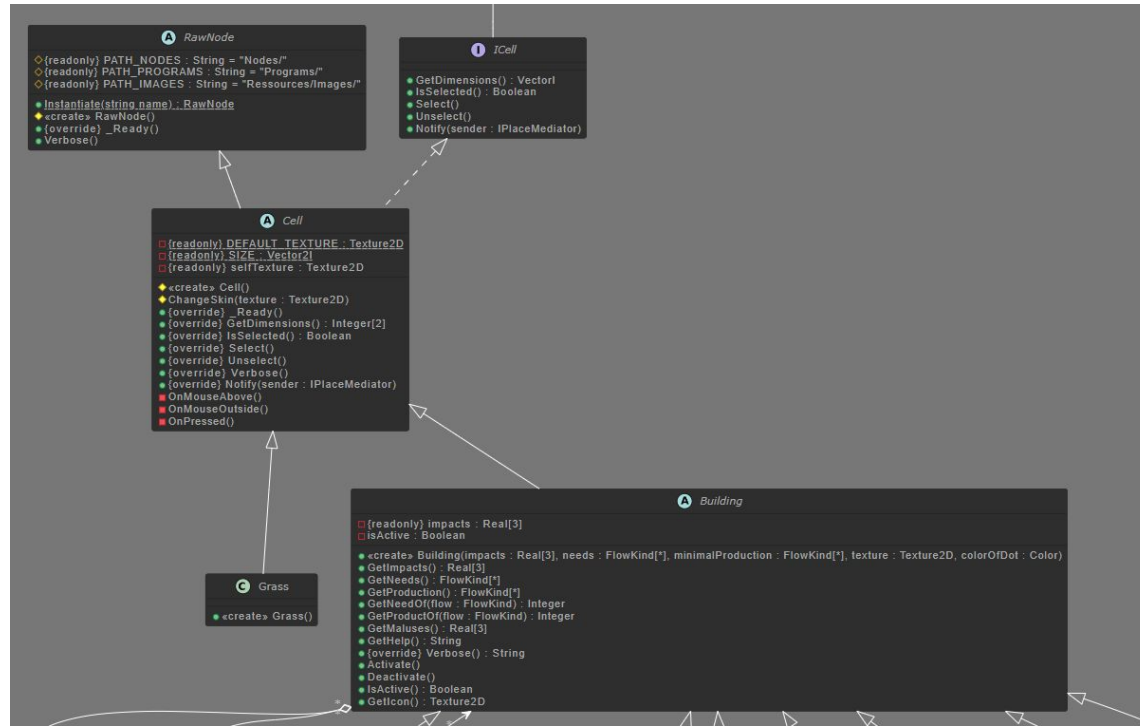 A RawNode
{readonly} PATH_NODES : String = "Nodes/"
{readonly} PATH_PROGRAMS : String = "Programs/"
{readonly} PATH_IMAGES : String = "Ressources/Images/"
Instantiate(string name) : RawNode
«create» RawNode()
{override} _Ready()
Verbose()
I ICell
GetDimensions() : VectorI
IsSelected() : Boolean
Select()
Unselect()
Notify(sender : IPlaceMediator)
A Cell
{readonly} DEFAULT_TEXTURE : Texture2D
{readonly} SIZE : Vector2I
{readonly} selfTexture : Texture2D
«create» Cell()
ChangeSkin(texture : Texture2D)
{override} _Ready()
{override} GetDimensions() : Integer[2]
{override} IsSelected() : Boolean
{override} Select()
{override} Unselect()
{override} Verbose()
{override} Notify(sender : IPlaceMediator)
OnMouseAbove()
OnMouseOutside()
OnPressed()
C Grass
«create» Grass()
A Building
{readonly} impacts : Real[3]
isActive : Boolean
«create» Building(impacts : Real[3], needs : FlowKind[*], minimalProduction : FlowKind[*], texture : Texture2D, colorOfDot : Color)
GetImpacts() : Real[3]
GetNeeds() : FlowKind[*]
GetProduction() : FlowKind[*]
GetNeedOf(flow : FlowKind) : Integer
GetProductOf(flow : FlowKind) : Integer
GetMaluses() : Real[3]
GetHelp() : String
{override} Verbose() : String
Activate()
Deactivate()
IsActive() : Boolean
GetIcon() : Texture2D
*
*